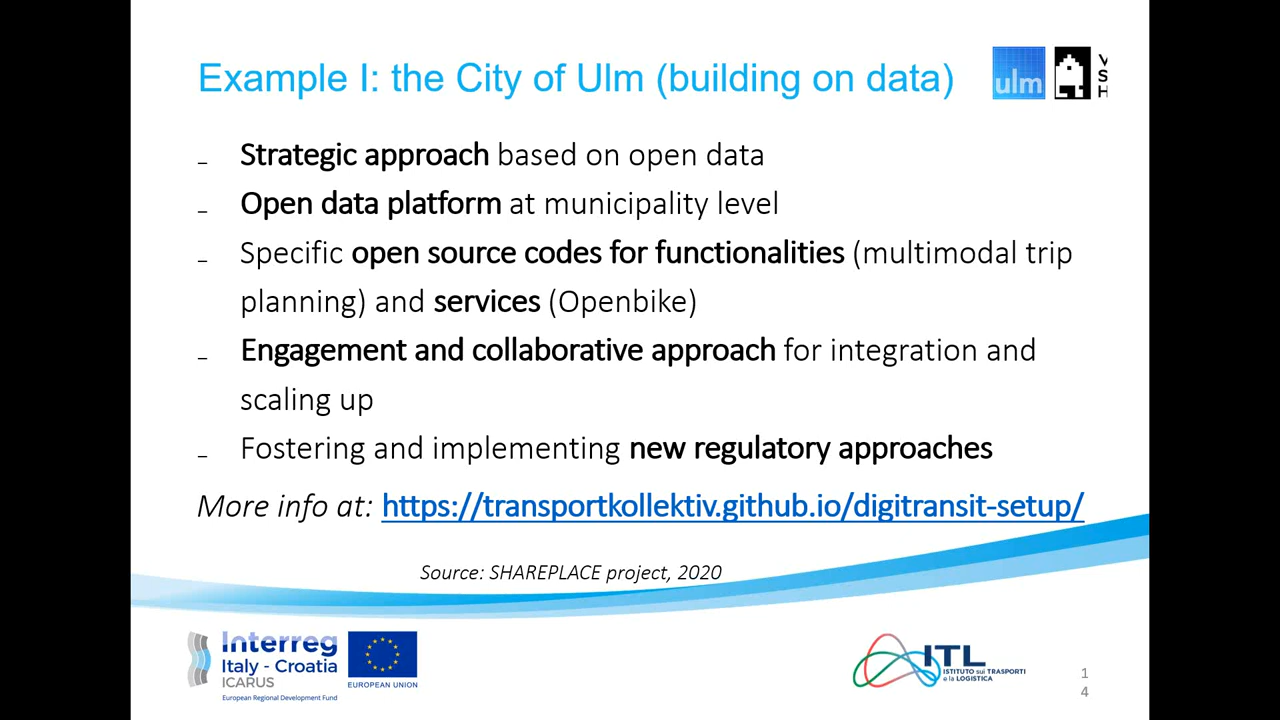 Example I: the City of Ulm (building on data)
ulm
V
S
H
– Strategic approach based on open data
– Open data platform at municipality level
– Specific open source codes for functionalities (multimodal trip
planning) and services (Openbike)
– Engagement and collaborative approach for integration and
scaling up
– Fostering and implementing new regulatory approaches
More info at: https://transportkollektiv.github.io/digitransit-setup/
Source: SHAREPLACE project, 2020
Interreg
Italy - Croatia
ICARUS
European Regional Development Fund
EUROPEAN UNION
ITL
ISTITUTO sui TRASPORTI
e la LOGISTICA
1
4